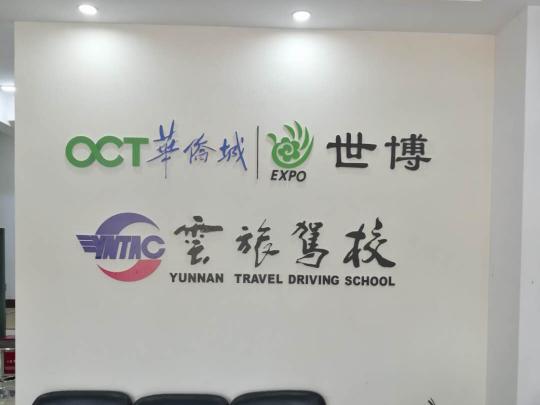 OCT 華僑城 EXPO 世博
YNTAC 雲旅駕校
YUNNAN TRAVEL DRIVING SCHOOL